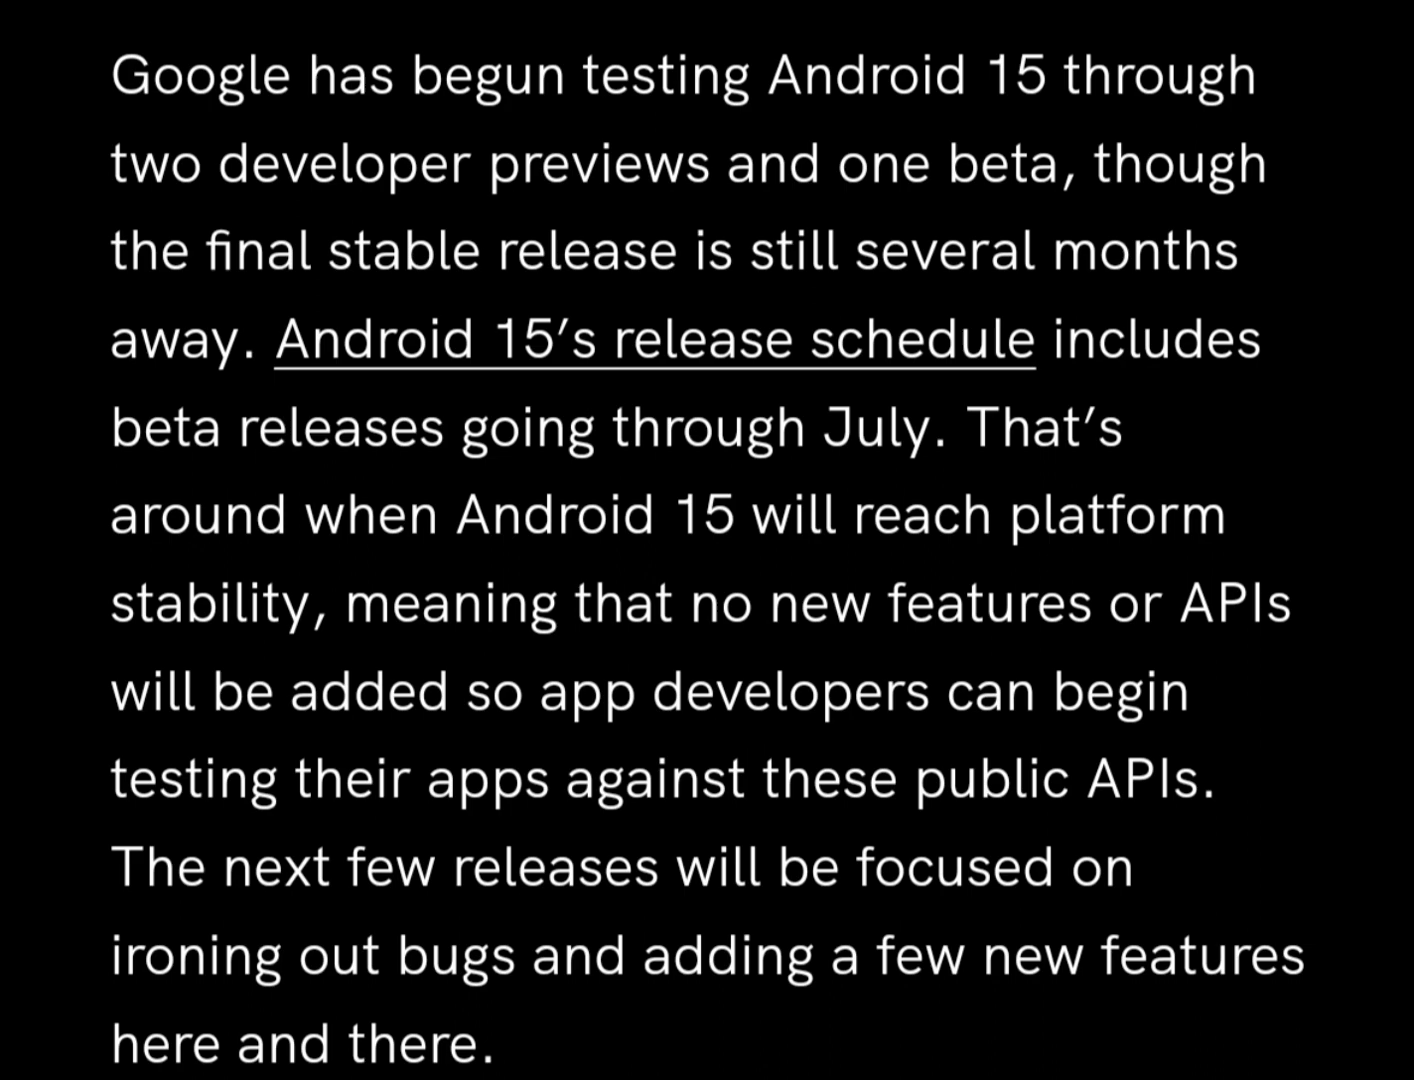 Google has begun testing Android 15 through
two developer previews and one beta, though
the final stable release is still several months
away. Android 15’s release schedule includes
beta releases going through July. That’s
around when Android 15 will reach platform
stability, meaning that no new features or APIs
will be added so app developers can begin
testing their apps against these public APIs.
The next few releases will be focused on
ironing out bugs and adding a few new features
here and there.